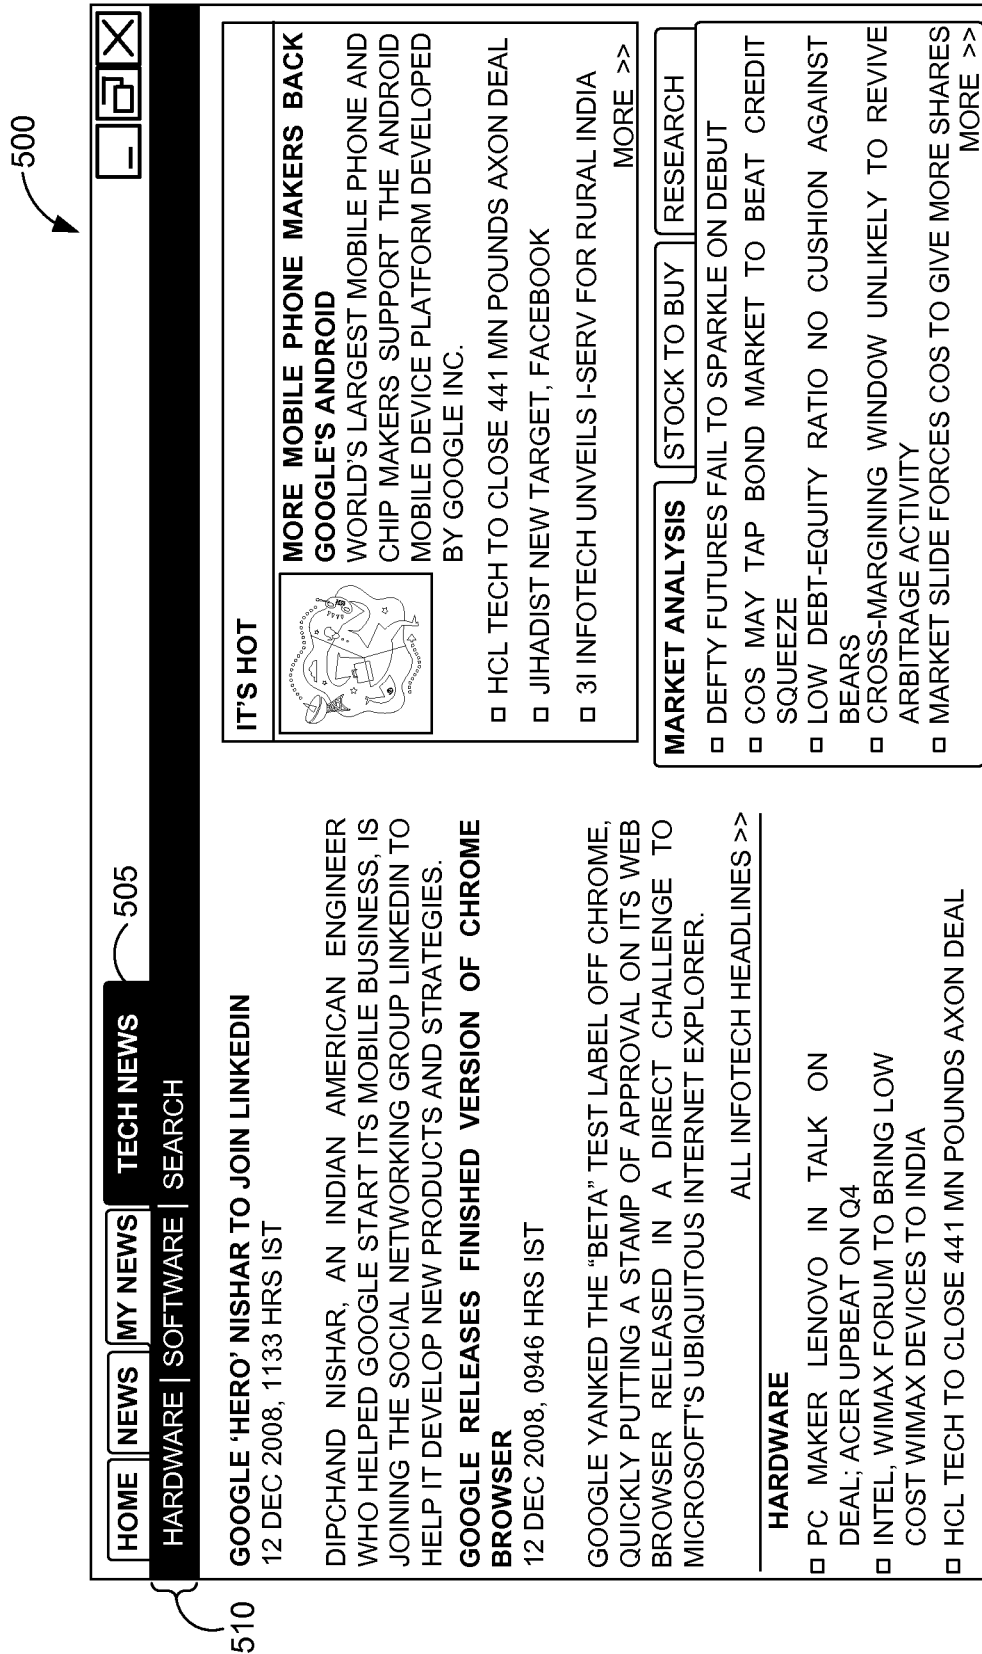 500
HOME
NEWS
MY NEWS
TECH NEWS
505
HARDWARE | SOFTWARE | SEARCH
510
GOOGLE 'HERO' NISHAR TO JOIN LINKEDIN
12 DEC 2008, 1133 HRS IST
DIPCHAND NISHAR, AN INDIAN AMERICAN ENGINEER
WHO HELPED GOOGLE START ITS MOBILE BUSINESS, IS
JOINING THE SOCIAL NETWORKING GROUP LINKEDIN TO
HELP IT DEVELOP NEW PRODUCTS AND STRATEGIES.
GOOGLE RELEASES FINISHED VERSION OF CHROME
BROWSER
12 DEC 2008, 0946 HRS IST
GOOGLE YANKED THE "BETA" TEST LABEL OFF CHROME,
QUICKLY PUTTING A STAMP OF APPROVAL ON ITS WEB
BROWSER RELEASED IN A DIRECT CHALLENGE TO
MICROSOFT'S UBIQUITOUS INTERNET EXPLORER.
ALL INFOTECH HEADLINES >>
HARDWARE
PC MAKER LENOVO IN TALK ON
DEAL; ACER UPBEAT ON Q4
INTEL, WIMAX FORUM TO BRING LOW
COST WIMAX DEVICES TO INDIA
HCL TECH TO CLOSE 441 MN POUNDS AXON DEAL
IT'S HOT
MORE MOBILE PHONE MAKERS BACK
GOOGLE'S ANDROID
WORLD'S LARGEST MOBILE PHONE AND
CHIP MAKERS SUPPORT THE ANDROID
MOBILE DEVICE PLATFORM DEVELOPED
BY GOOGLE INC.
HCL TECH TO CLOSE 441 MN POUNDS AXON DEAL
JIHADIST NEW TARGET, FACEBOOK
3I INFOTECH UNVEILS I-SERV FOR RURAL INDIA
MORE >>
MARKET ANALYSIS
STOCK TO BUY
RESEARCH
DEFTY FUTURES FAIL TO SPARKLE ON DEBUT
COS MAY TAP BOND MARKET TO BEAT CREDIT
SQUEEZE
LOW DEBT-EQUITY RATIO NO CUSHION AGAINST
BEARS
CROSS-MARGINING WINDOW UNLIKELY TO REVIVE
ARBITRAGE ACTIVITY
MARKET SLIDE FORCES COS TO GIVE MORE SHARES
MORE >>